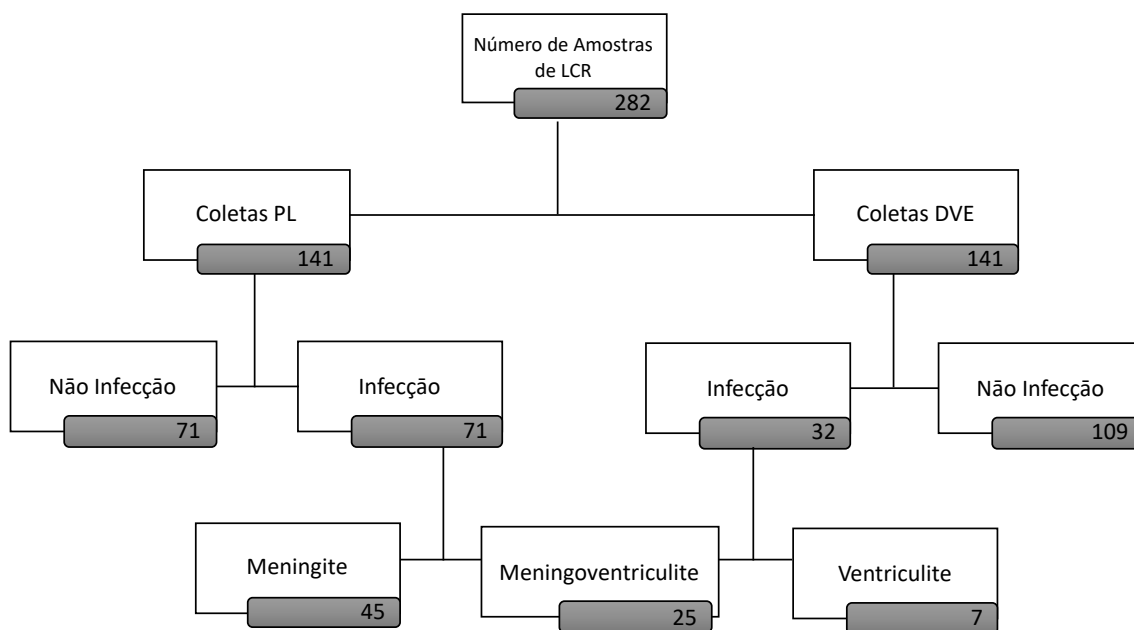 Número de Amostras
de LCR
282
Coletas PL
141
Coletas DVE
141
Não Infecção
71
Infecção
71
Infecção
32
Não Infecção
109
Meningite
45
Meningoventriculite
25
Ventriculite
7